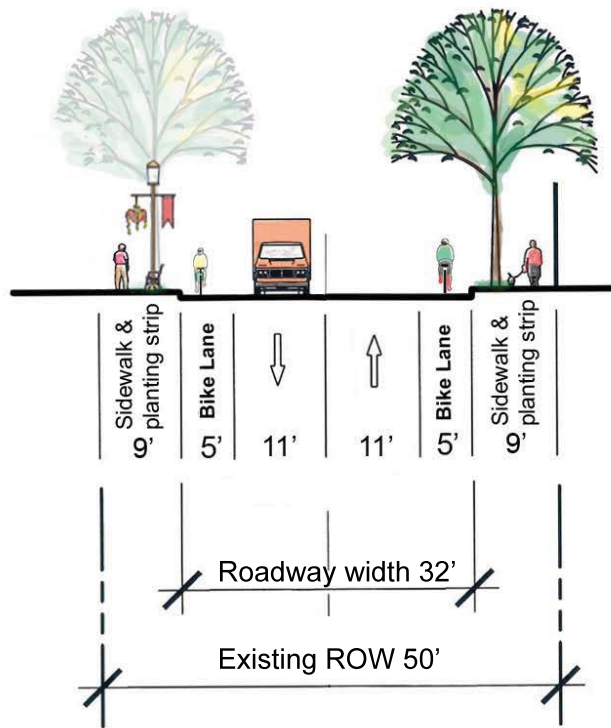 Sidewalk &
planting strip
9’
Bike Lane
5’
11’
11’
Bike Lane
5’
Sidewalk &
planting strip
9’
Roadway width 32’
Existing ROW 50’